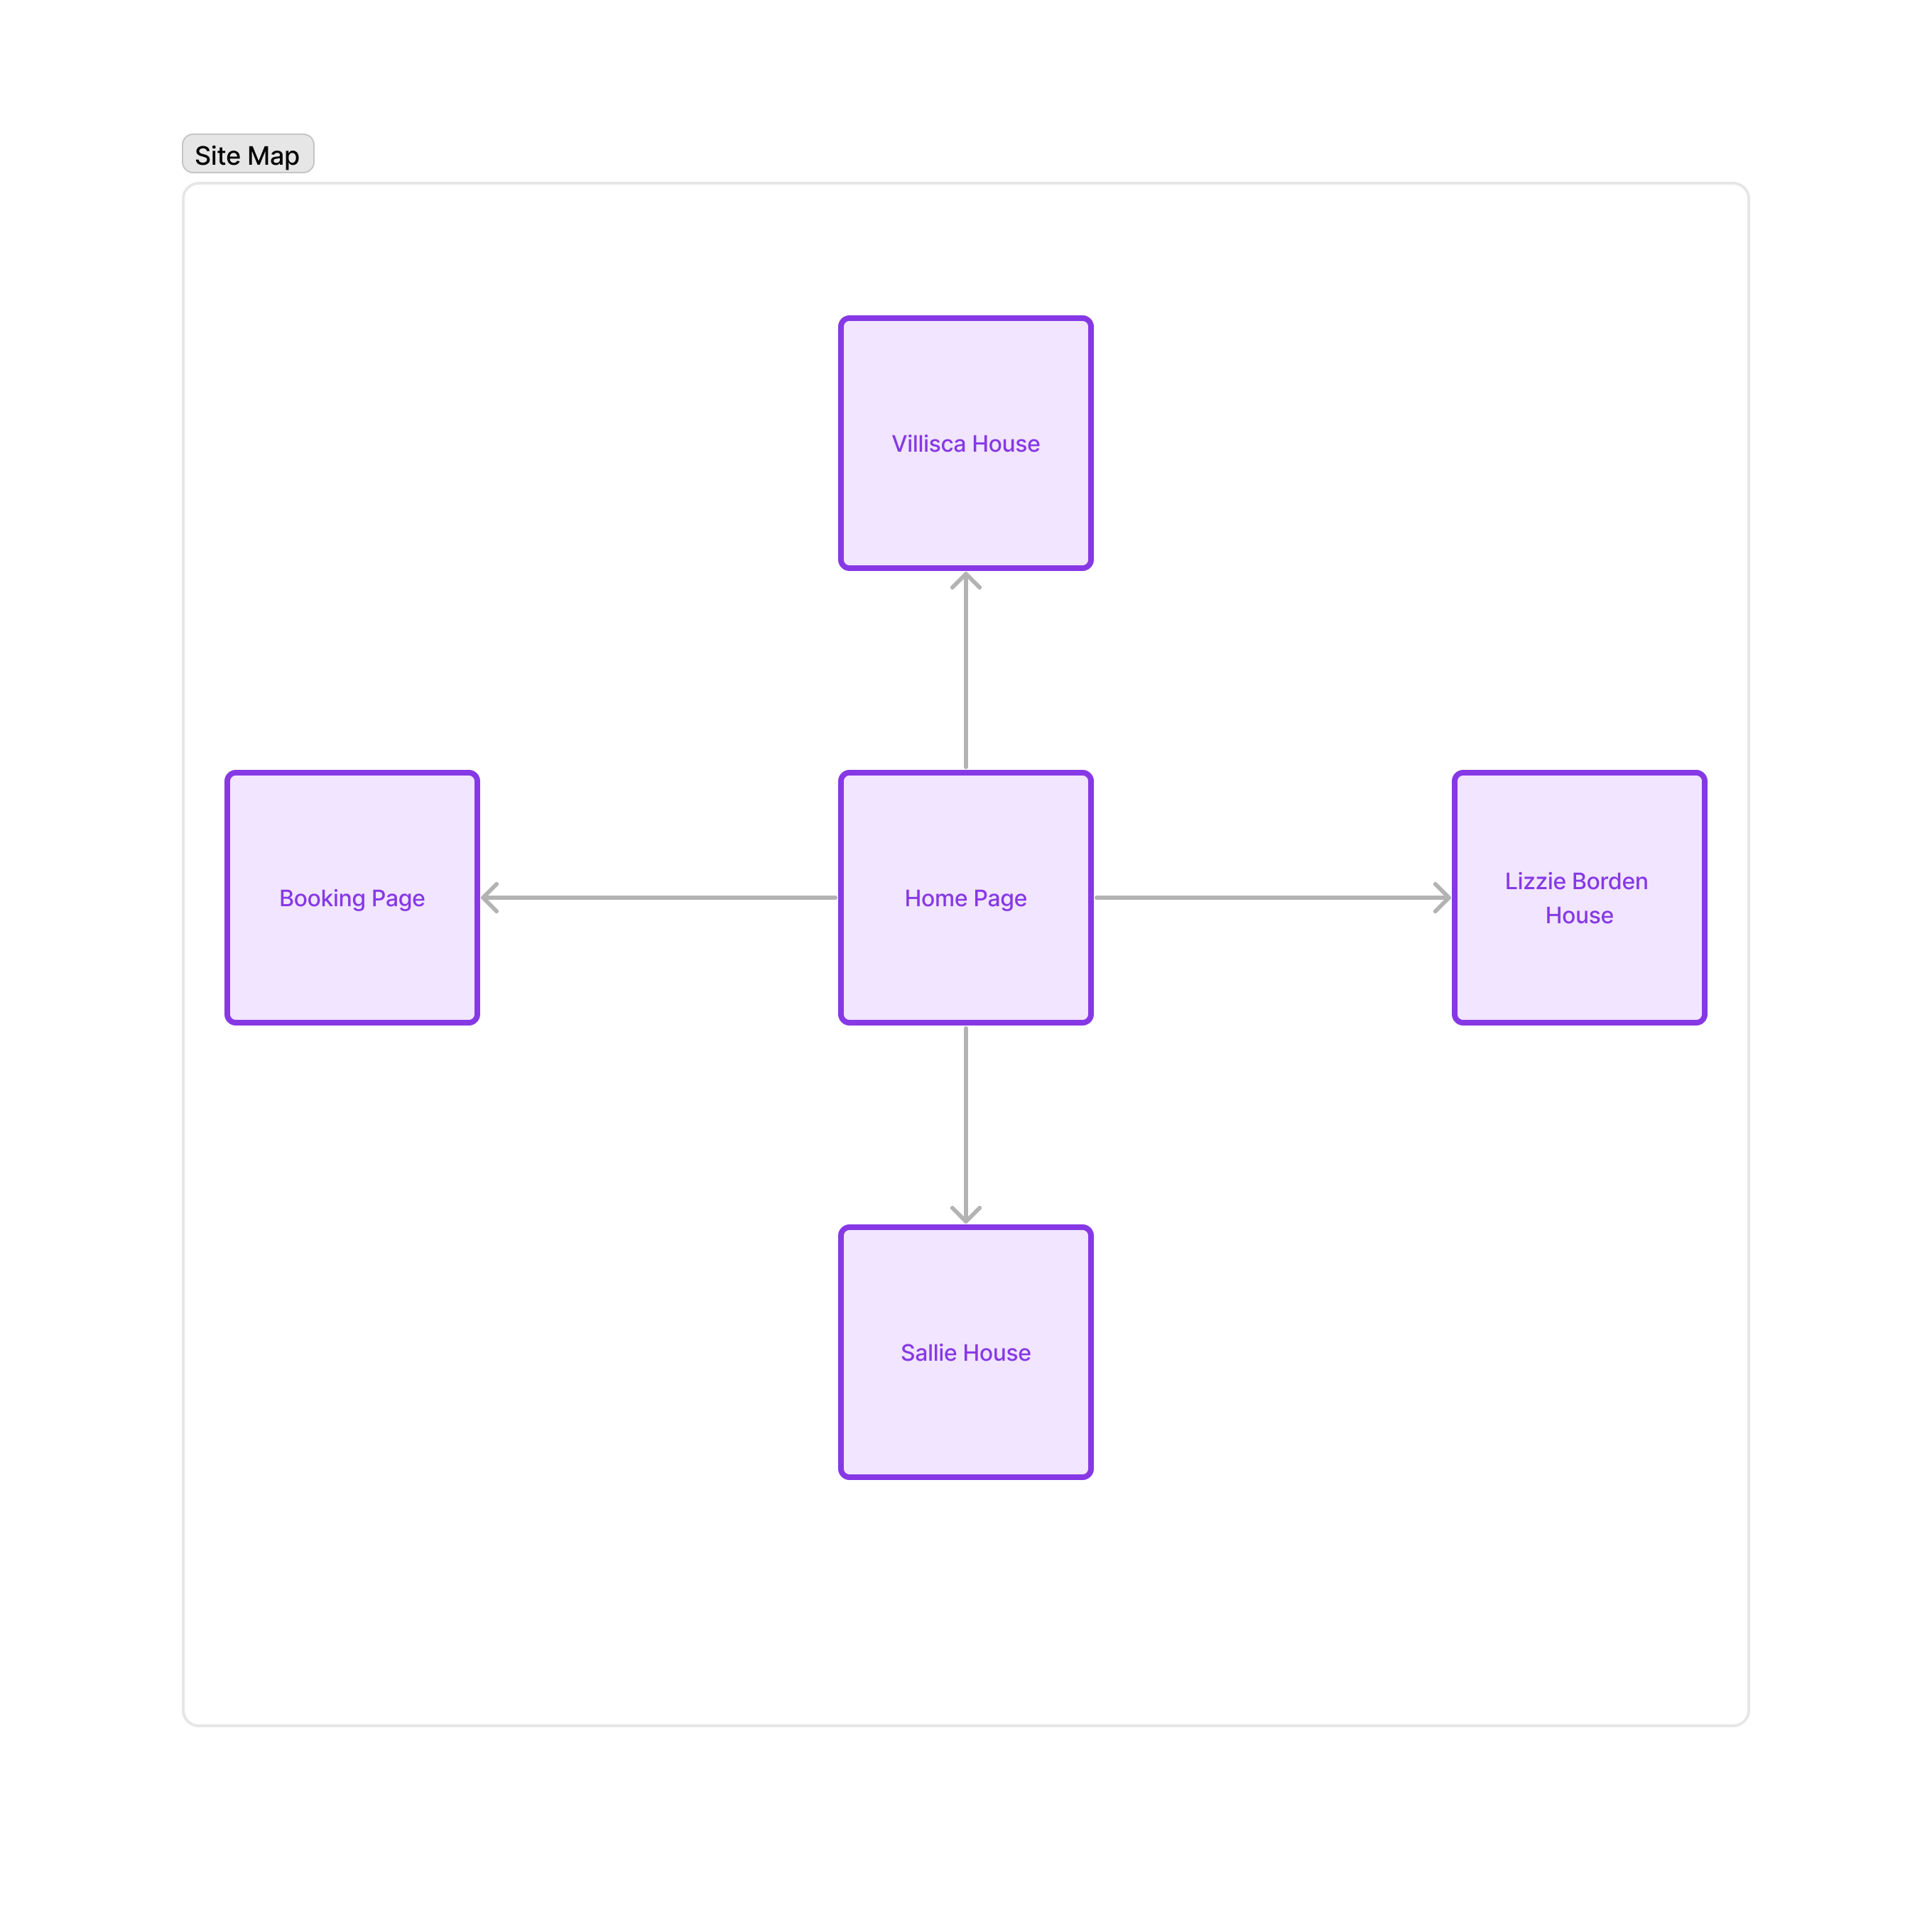 Site Map
Villisca House
Booking Page
Home Page
Lizzie Borden
House
Sallie House